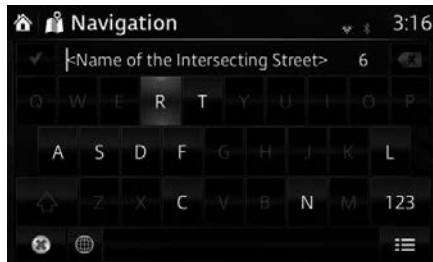 Navigation 3:16
<Name of the Intersecting Street> 6
Q W E R T Y U I O P
A S D F G H J K L
Z X C V B N M 123